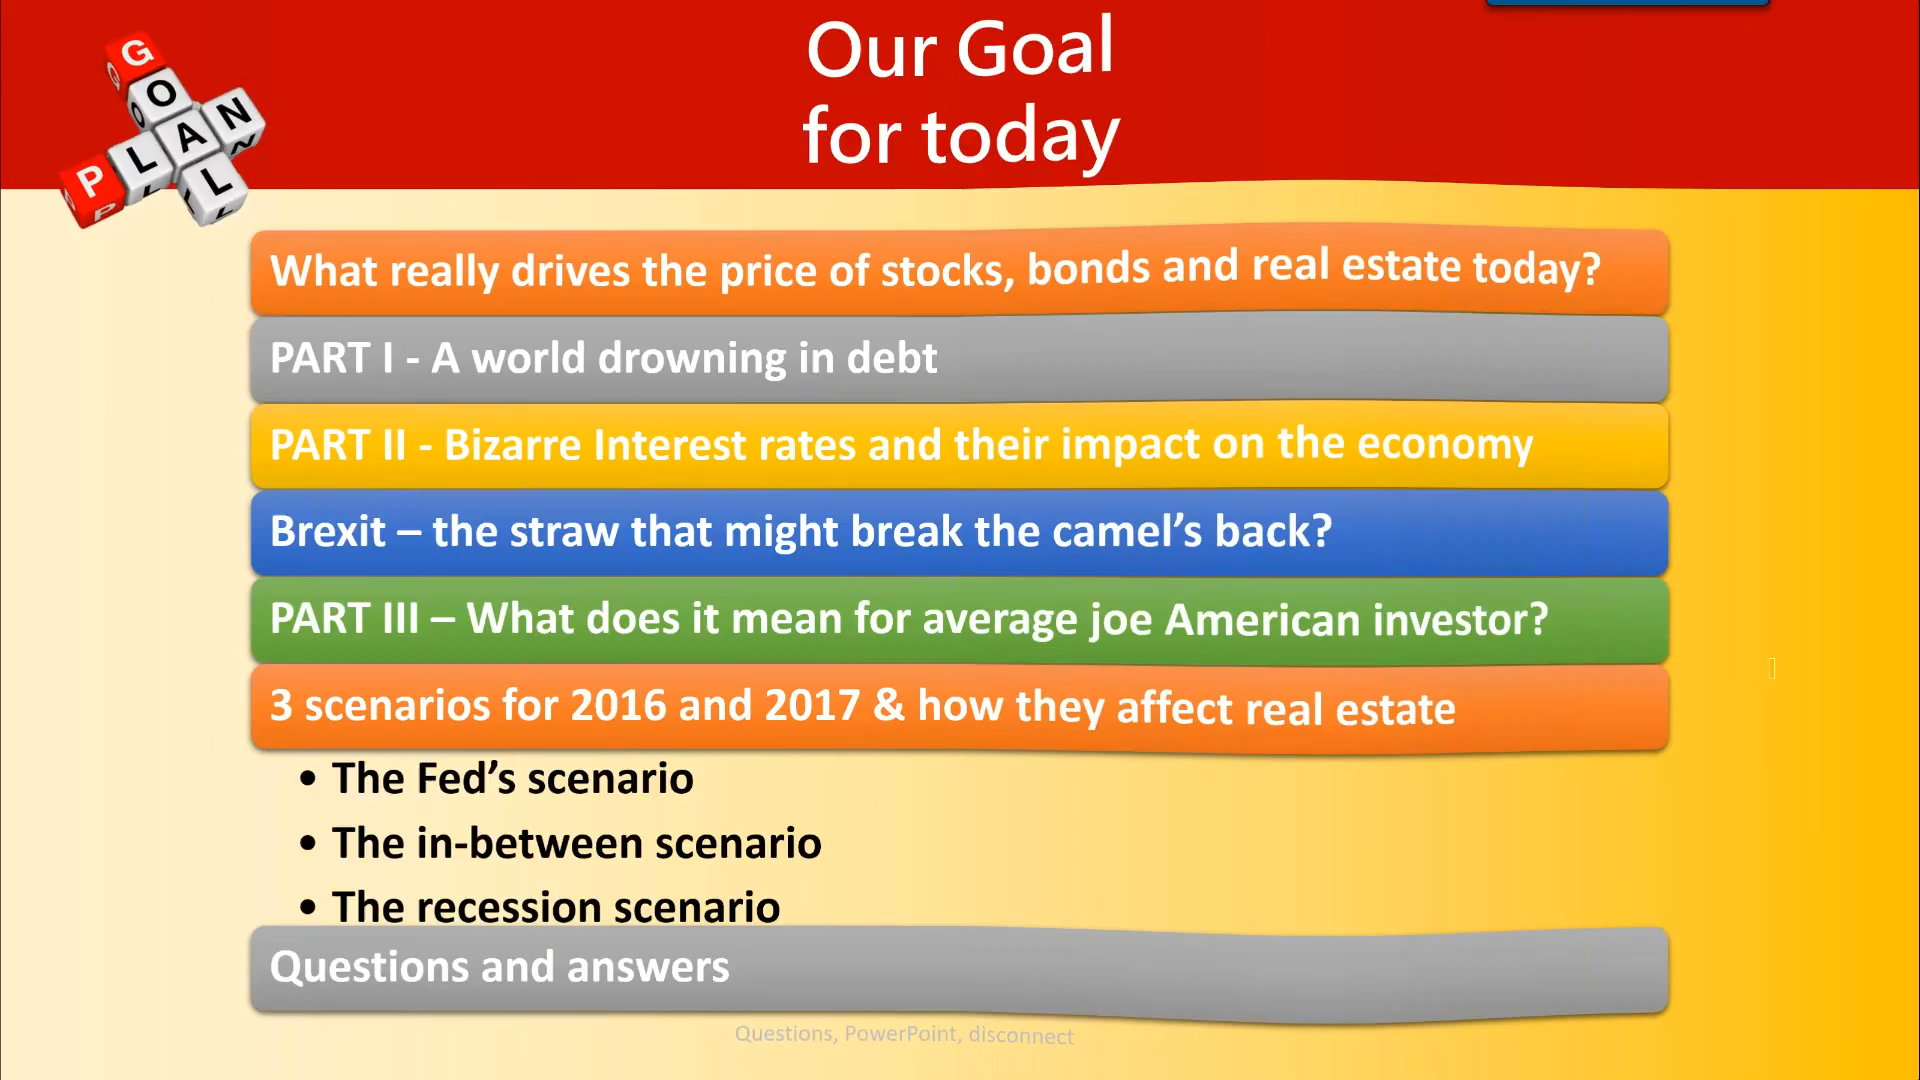 Our Goal
for today
GOAL
PLAN
What really drives the price of stocks, bonds and real estate today?
PART I - A world drowning in debt
PART II - Bizarre Interest rates and their impact on the economy
Brexit – the straw that might break the camel’s back?
PART III – What does it mean for average joe American investor?
3 scenarios for 2016 and 2017 & how they affect real estate
• The Fed’s scenario
• The in-between scenario
• The recession scenario
Questions and answers
Questions, PowerPoint, disconnect